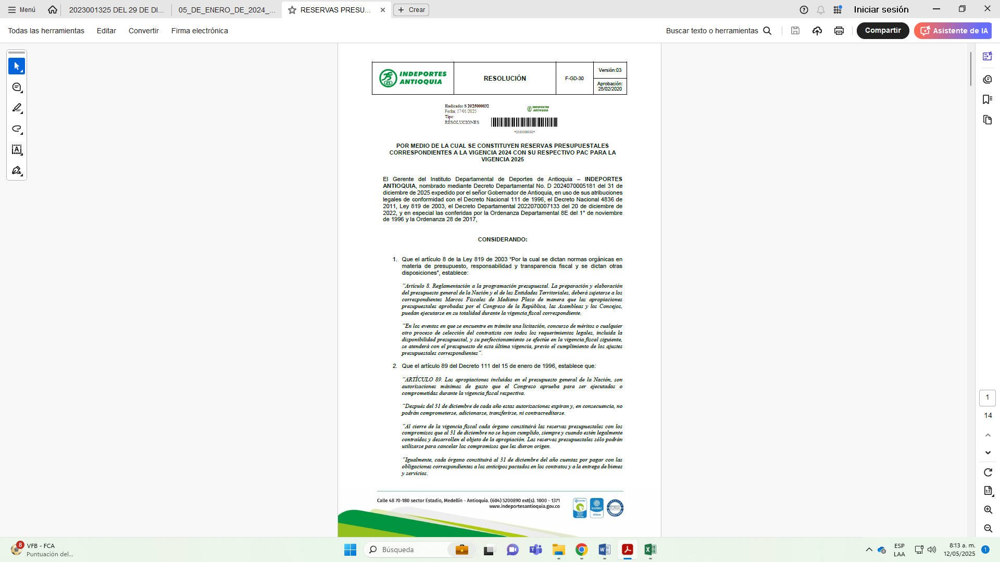 Menú
2023001325 DEL 29 DE DI...
05_DE_ENERO_DE_2024_...
RESERVAS PRESU...
Crear
Iniciar sesión
Todas las herramientas
Editar
Convertir
Firma electrónica
Buscar texto o herramientas
Compartir
Asistente de IA
INDEPORTES
ANTIOQUIA
RESOLUCIÓN
F-GD-30
Versión:03
Aprobación:
25/02/2020
Radicado: S 2025000032
Fecha: 17/01/2025
Tipo:
RESOLUCIONES
INDEPORTES
ANTIOQUIA
*2025000032*
POR MEDIO DE LA CUAL SE CONSTITUYEN RESERVAS PRESUPUESTALES
CORRESPONDIENTES A LA VIGENCIA 2024 CON SU RESPECTIVO PAC PARA LA
VIGENCIA 2025
El Gerente del Instituto Departamental de Deportes de Antioquia – INDEPORTES
ANTIOQUIA, nombrado mediante Decreto Departamental No. D 2024070005181 del 31 de
diciembre de 2025 expedido por el señor Gobernador de Antioquia, en uso de sus atribuciones
legales de conformidad con el Decreto Nacional 111 de 1996, el Decreto Nacional 4836 de
2011, Ley 819 de 2003, el Decreto Departamental 2022070007133 del 20 de diciembre de
2022, y en especial las conferidas por la Ordenanza Departamental 8E del 1° de noviembre
de 1996 y la Ordenanza 28 de 2017,
CONSIDERANDO:
1. Que el artículo 8 de la Ley 819 de 2003 “Por la cual se dictan normas orgánicas en
materia de presupuesto, responsabilidad y transparencia fiscal y se dictan otras
disposiciones”, establece:
“Artículo 8. Reglamentación a la programación presupuestal. La preparación y elaboración
del presupuesto general de la Nación y el de las Entidades Territoriales, deberá sujetarse a los
correspondientes Marcos Fiscales de Mediano Plazo de manera que las apropiaciones
presupuestales aprobadas por el Congreso de la República, las Asambleas y los Concejos,
puedan ejecutarse en su totalidad durante la vigencia fiscal correspondiente.
“En los eventos en que se encuentre en trámite una licitación, concurso de méritos o cualquier
otro proceso de selección del contratista con todos los requerimientos legales, incluida la
disponibilidad presupuestal, y su perfeccionamiento se efectúe en la vigencia fiscal siguiente,
se atenderá con el presupuesto de esta última vigencia, previo el cumplimiento de los ajustes
presupuestales correspondientes”.
2. Que el artículo 89 del Decreto 111 del 15 de enero de 1996, establece que:
“ARTÍCULO 89. Las apropiaciones incluidas en el presupuesto general de la Nación, son
autorizaciones máximas de gasto que el Congreso aprueba para ser ejecutadas o
comprometidas durante la vigencia fiscal respectiva.
“Después del 31 de diciembre de cada año estas autorizaciones expiran y, en consecuencia, no
podrán comprometerse, adicionarse, transferirse, ni contracreditarse.
“Al cierre de la vigencia fiscal cada órgano constituirá las reservas presupuestales con los
compromisos que al 31 de diciembre no se hayan cumplido, siempre y cuando estén legalmente
contraídos y desarrollen el objeto de la apropiación. Las reservas presupuestales sólo podrán
utilizarse para cancelar los compromisos que les dieron origen.
“Igualmente, cada órgano constituirá al 31 de diciembre del año cuentas por pagar con las
obligaciones correspondientes a los anticipos pactados en los contratos y a la entrega de bienes
y servicios.
Calle 48 70-180 sector Estadio, Medellín - Antioquia. (604) 5200890 ext(s). 1000 - 1371
www.indeportesantioquia.gov.co
icontec
icontec
IQNet
1
14
8
VFB - FCA
Puntuación del...
Búsqueda
ESP
LAA
8:13 a. m.
12/05/2025
1